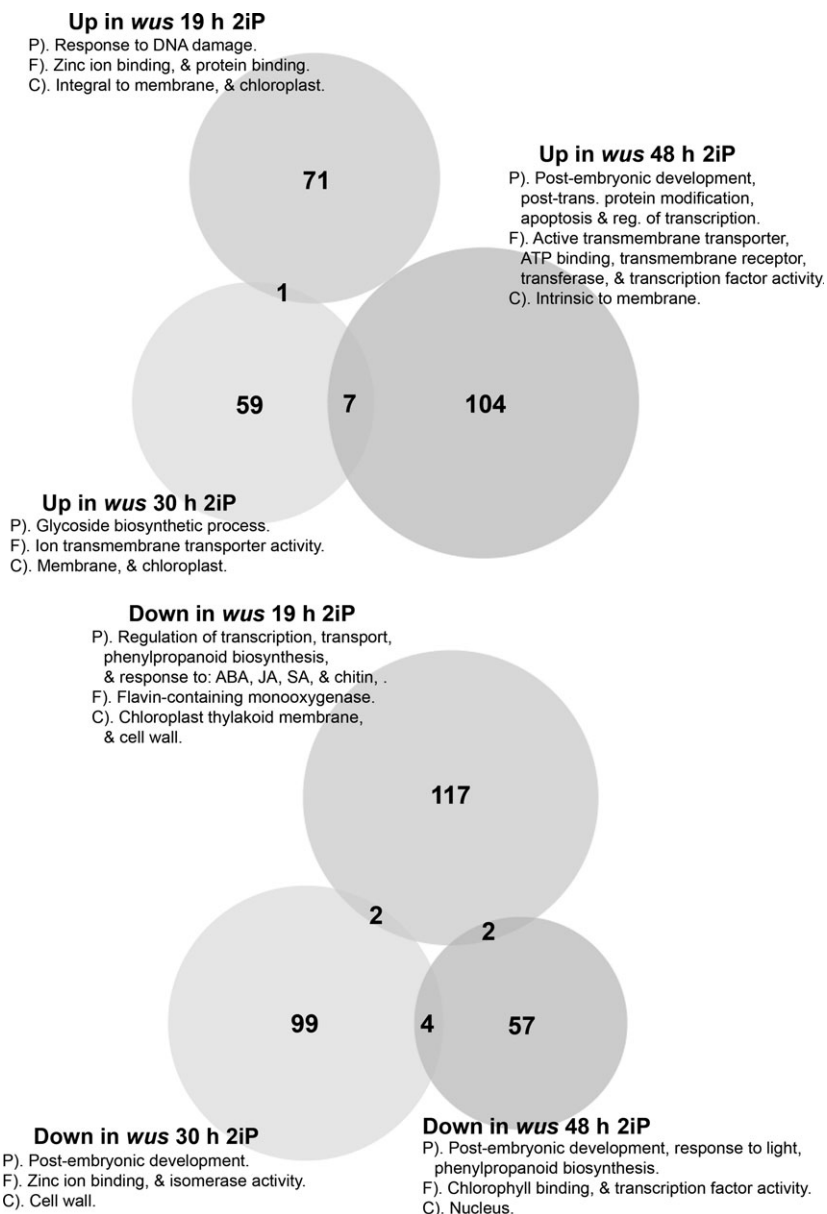 Up in wus 19 h 2iP
P). Response to DNA damage.
F). Zinc ion binding, & protein binding.
C). Integral to membrane, & chloroplast.
71
Up in wus 48 h 2iP
P). Post-embryonic development,
post-trans. protein modification,
apoptosis & reg. of transcription.
F). Active transmembrane transporter,
ATP binding, transmembrane receptor,
transferase, & transcription factor activity.
C). Intrinsic to membrane.
1
59
7
104
Up in wus 30 h 2iP
P). Glycoside biosynthetic process.
F). Ion transmembrane transporter activity.
C). Membrane, & chloroplast.
Down in wus 19 h 2iP
P). Regulation of transcription, transport,
phenylpropanoid biosynthesis,
& response to: ABA, JA, SA, & chitin, .
F). Flavin-containing monooxygenase.
C). Chloroplast thylakoid membrane,
& cell wall.
117
2
2
99
4
57
Down in wus 30 h 2iP
P). Post-embryonic development.
F). Zinc ion binding, & isomerase activity.
C). Cell wall.
Down in wus 48 h 2iP
P). Post-embryonic development, response to light,
phenylpropanoid biosynthesis.
F). Chlorophyll binding, & transcription factor activity.
C). Nucleus.